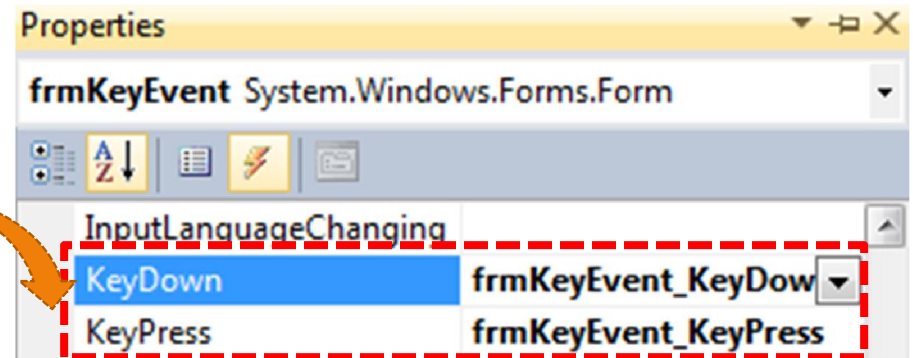 Properties
frmKeyEvent System.Windows.Forms.Form
A Z
InputLanguageChanging
KeyDown frmKeyEvent_KeyDow
KeyPress frmKeyEvent_KeyPress